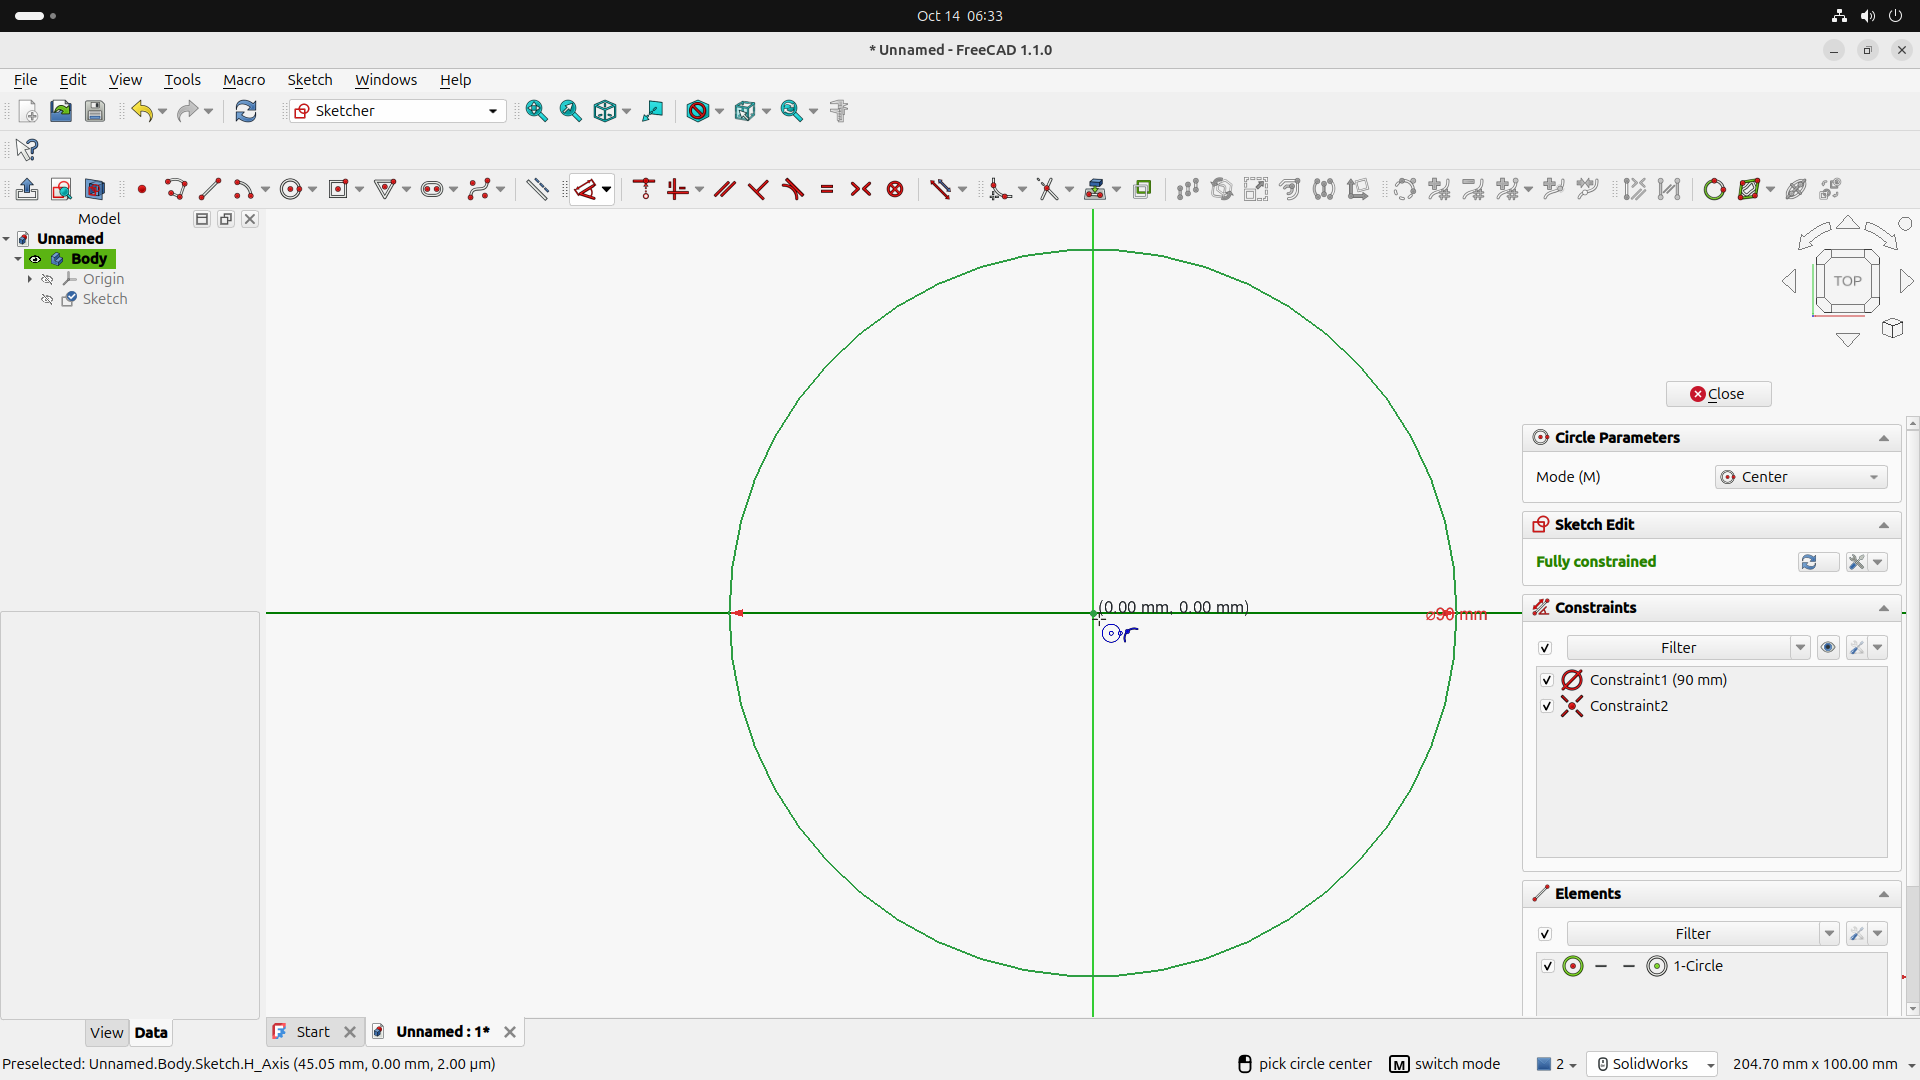 Oct 14 06:33
* Unnamed - FreeCAD 1.1.0
File Edit View Tools Macro Sketch Windows Help
Sketcher
Model
Unnamed
Body
Origin
Sketch
TOP
Close
Circle Parameters
Mode (M) Center
Sketch Edit
Fully constrained
Constraints
Filter
Constraint1 (90 mm)
Constraint2
Elements
Filter
1-Circle
(0.00 mm, 0.00 mm)
⌀90 mm
View Data
Start Unnamed : 1*
Preselected: Unnamed.Body.Sketch.H_Axis (45.05 mm, 0.00 mm, 2.00 µm)
pick circle center M switch mode 2 SolidWorks 204.70 mm x 100.00 mm